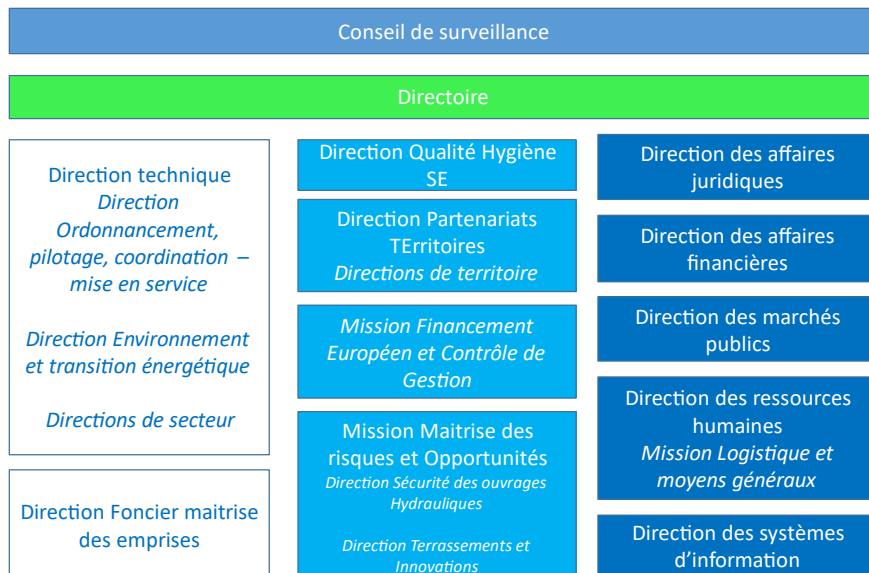 Conseil de surveillance
Directoire
Direction technique
Direction
Ordonnancement,
pilotage, coordination –
mise en service
Direction Environnement
et transition énergétique
Directions de secteur
Direction Foncier maitrise
des emprises
Direction Qualité Hygiène
SE
Direction Partenariats
TErritoires
Directions de territoire
Mission Financement
Européen et Contrôle de
Gestion
Mission Maitrise des
risques et Opportunités
Direction Sécurité des ouvrages
Hydrauliques
Direction Terrassements et
Innovations
Direction des affaires
juridiques
Direction des affaires
financières
Direction des marchés
publics
Direction des ressources
humaines
Mission Logistique et
moyens généraux
Direction des systèmes
d’information